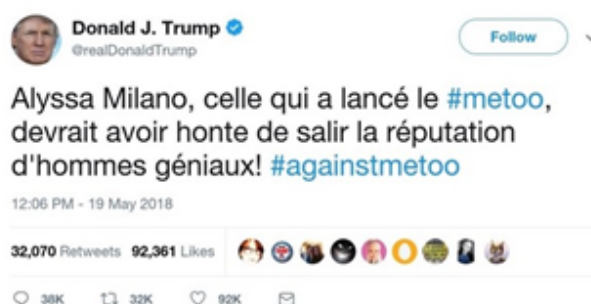 Donald J. Trump
@realDonaldTrump
Follow
Alyssa Milano, celle qui a lancé le #metoo,
devrait avoir honte de salir la réputation
d'hommes géniaux! #againstmetoo
12:06 PM - 19 May 2018
32,070 Retweets 92,361 Likes
38K 32K 92K